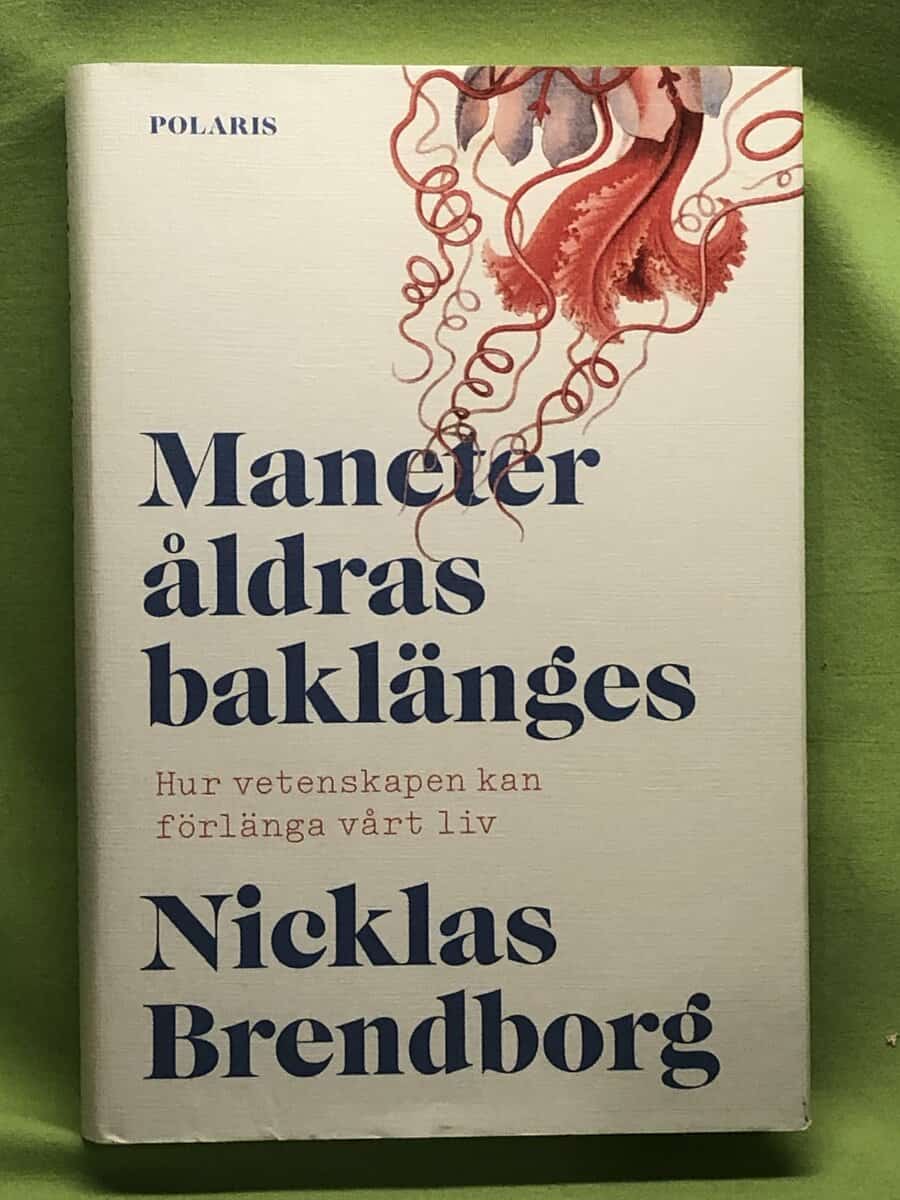 POLARIS
Maneter
åldras
baklänges
Hur vetenskapen kan
förlänga vårt liv
Nicklas
Brendborg